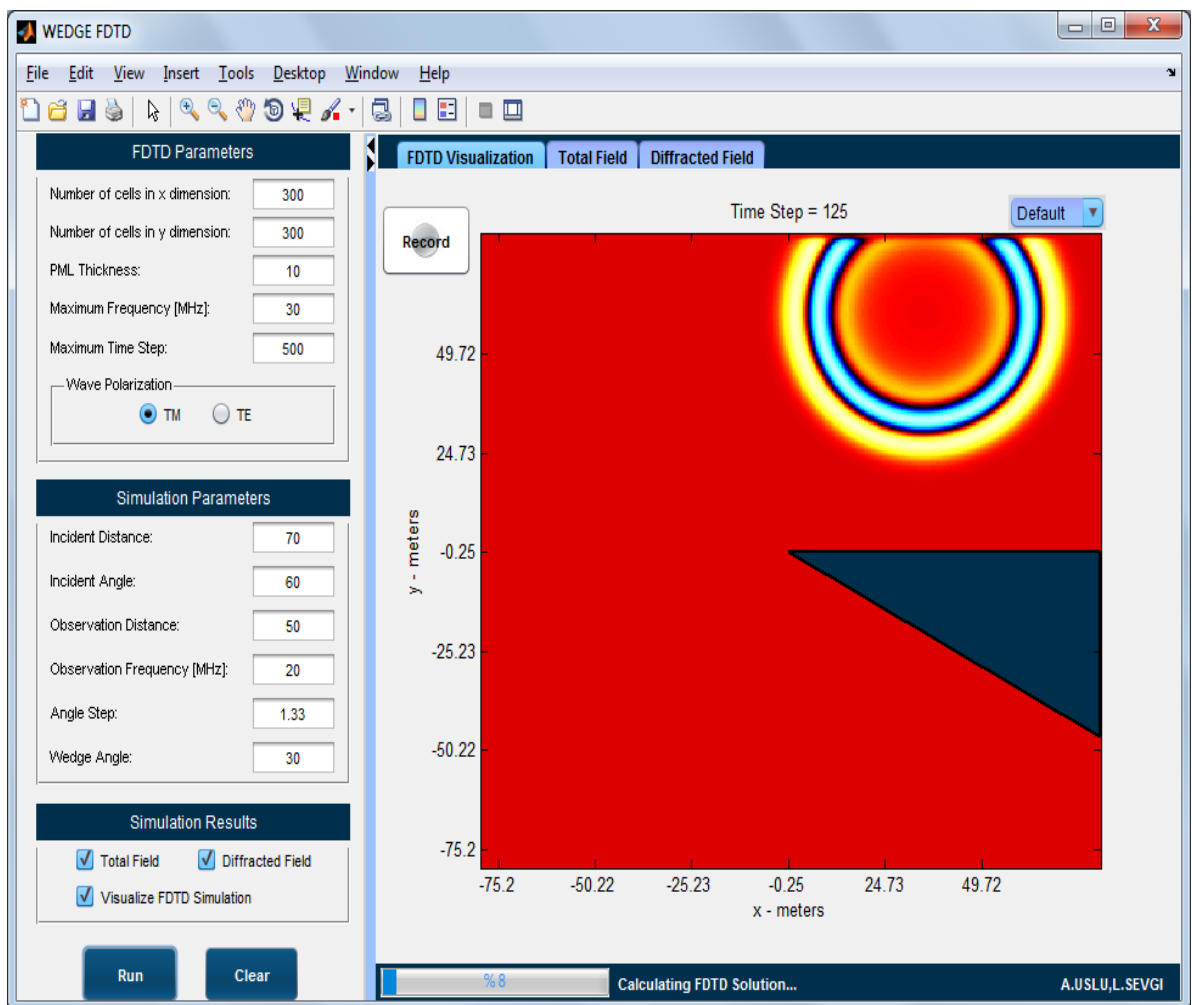 WEDGE FDTD
File Edit View Insert Tools Desktop Window Help
FDTD Parameters
Number of cells in x dimension: 300
Number of cells in y dimension: 300
PML Thickness: 10
Maximum Frequency [MHz]: 30
Maximum Time Step: 500
Wave Polarization
TM TE
Simulation Parameters
Incident Distance: 70
Incident Angle: 60
Observation Distance: 50
Observation Frequency [MHz]: 20
Angle Step: 1.33
Wedge Angle: 30
Simulation Results
Total Field Diffracted Field
Visualize FDTD Simulation
Run Clear
FDTD Visualization Total Field Diffracted Field
Record
Time Step = 125
Default
49.72
24.73
-0.25
-25.23
-50.22
-75.2
y - meters
-75.2 -50.22 -25.23 -0.25 24.73 49.72
x - meters
%8 Calculating FDTD Solution... A.USLU,L.SEVGI